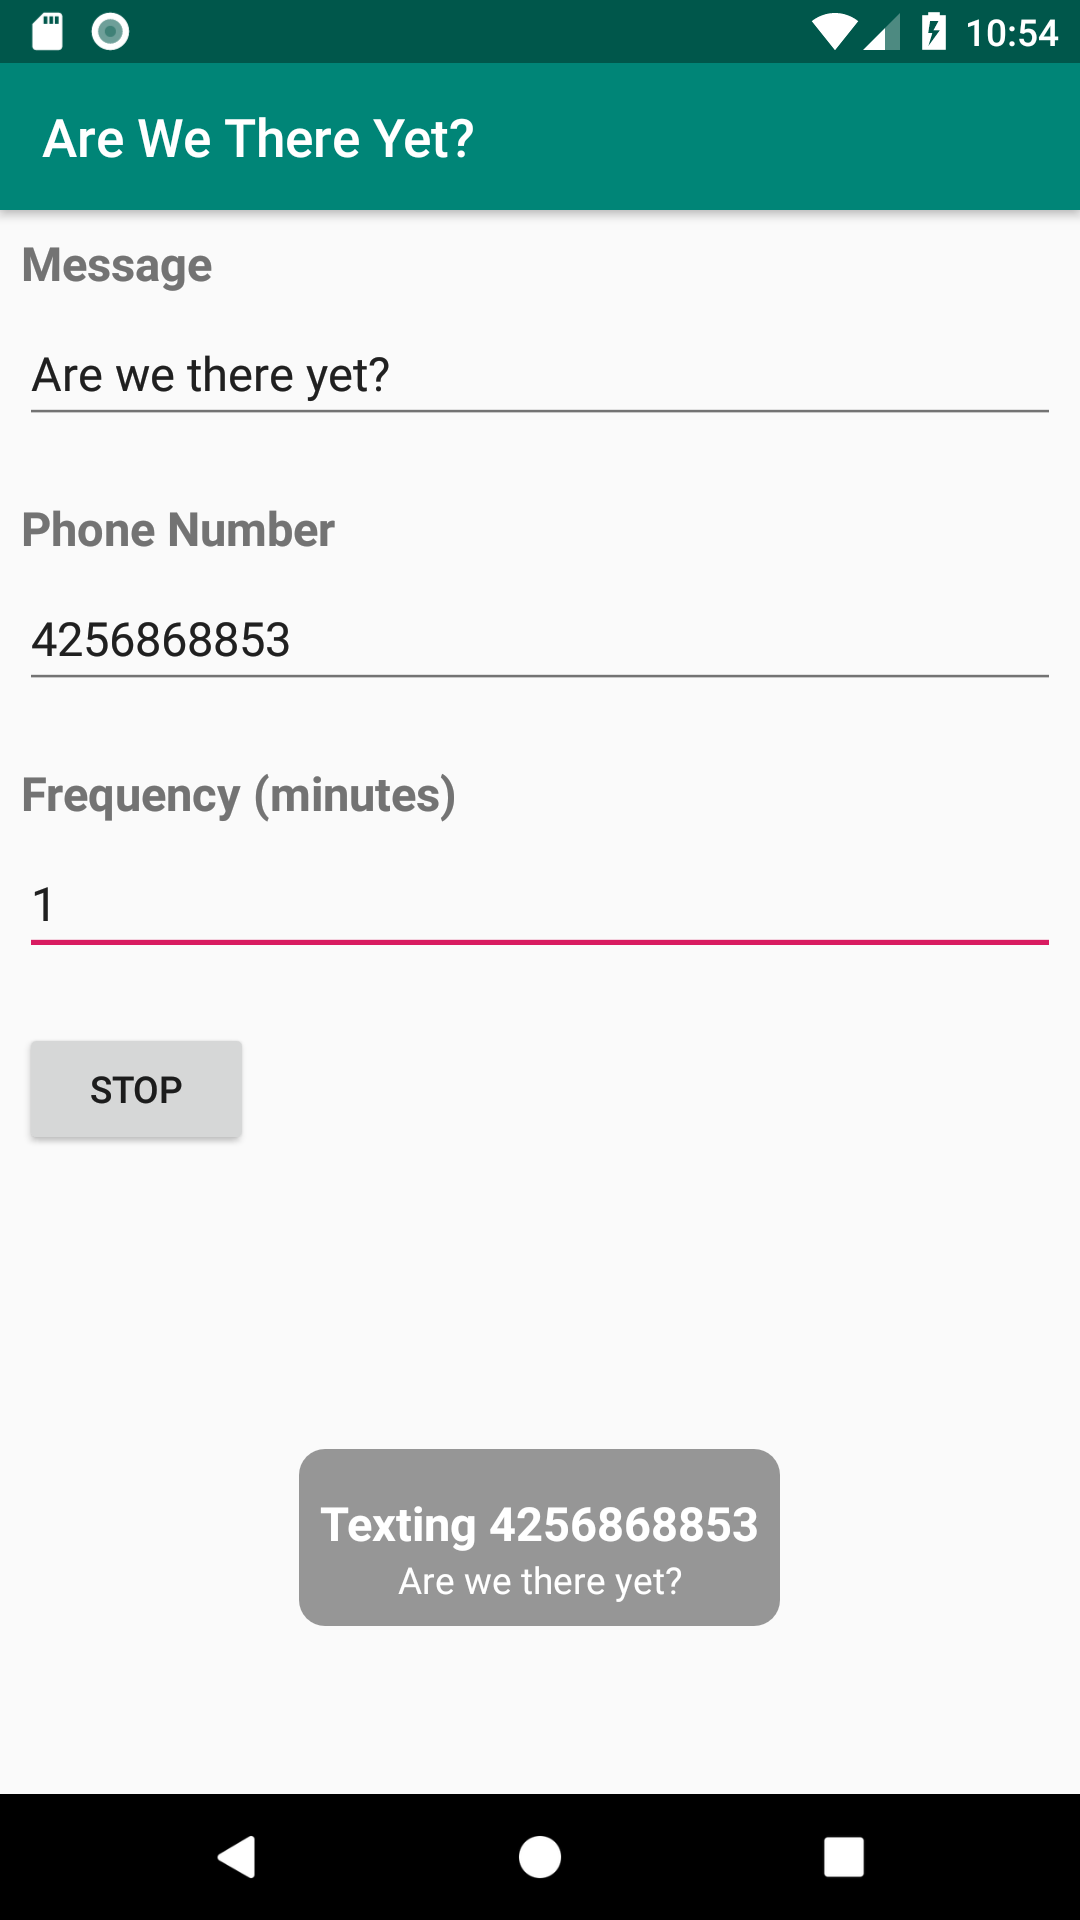 10:54
Are We There Yet?
Message
Are we there yet?
Phone Number
4256868853
Frequency (minutes)
1
STOP
Texting 4256868853
Are we there yet?